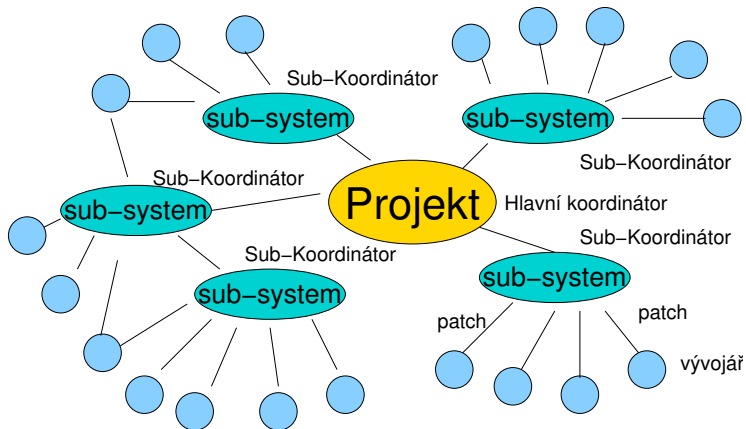 Sub−Koordinátor
sub−system
sub−system
Sub−Koordinátor
Sub−Koordinátor
sub−system
Projekt
Hlavní koordinátor
Sub−Koordinátor
Sub−Koordinátor
sub−system
sub−system
patch
patch
vývojář